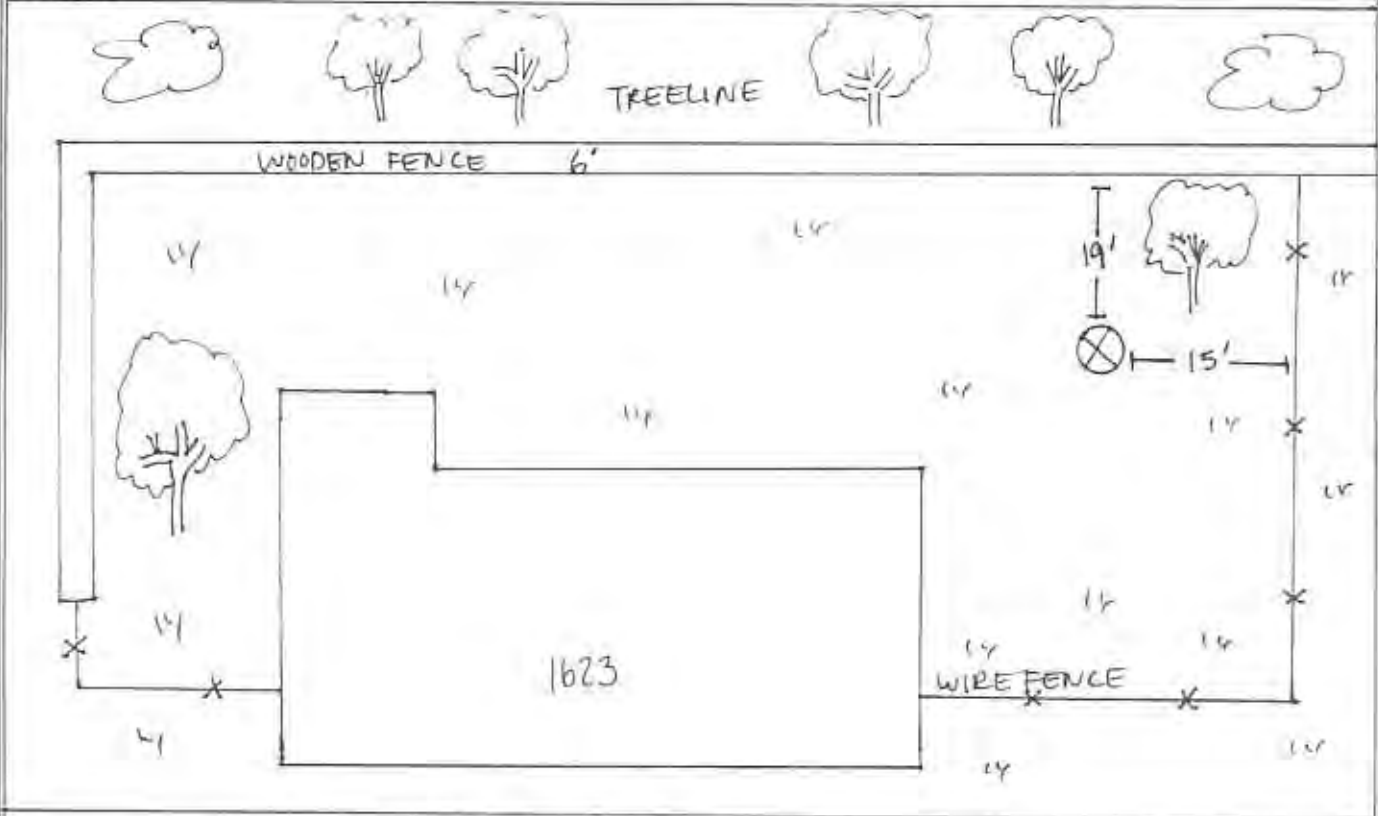 TREELINE
WOODEN FENCE 6'
19'
15'
1623
WIRE FENCE